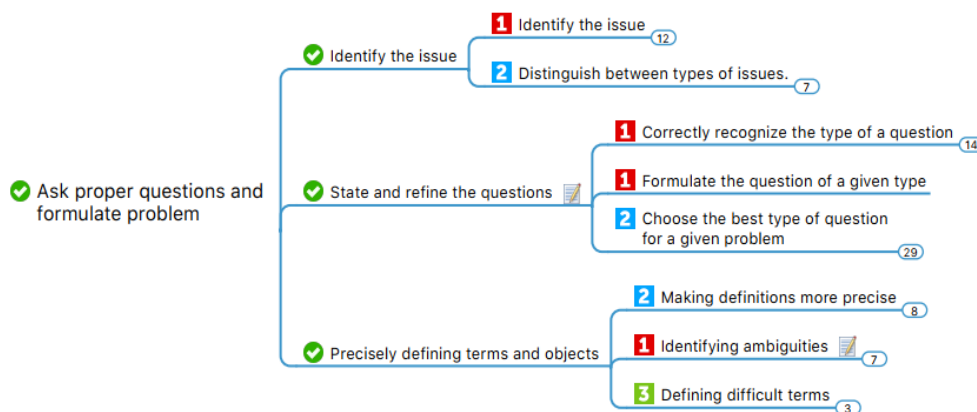 1 Identify the issue
12
Identify the issue
2 Distinguish between types of issues.
7
1 Correctly recognize the type of a question
14
Ask proper questions and
formulate problem
State and refine the questions
1 Formulate the question of a given type
2 Choose the best type of question
for a given problem
29
2 Making definitions more precise
8
Precisely defining terms and objects
1 Identifying ambiguities
7
3 Defining difficult terms
3